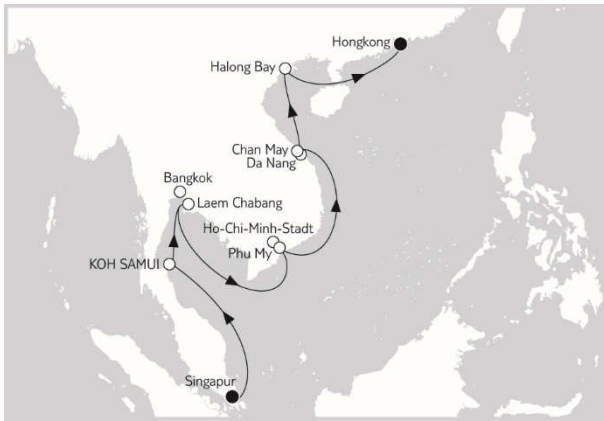 Hongkong
Halong Bay
Chan May
Da Nang
Bangkok
Laem Chabang
Ho-Chi-Minh-Stadt
Phu My
KOH SAMUI
Singapur